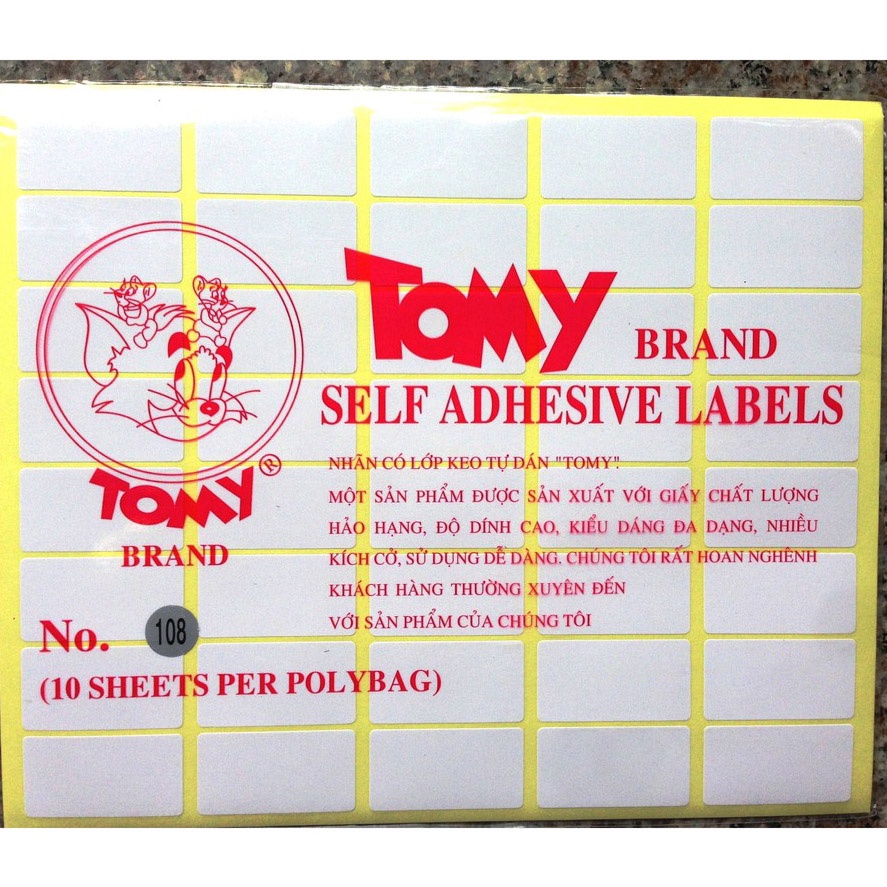 TOMY BRAND
SELF ADHESIVE LABELS
NHÃN CÓ LỚP KEO TỰ DÁN "TOMY".
MỘT SẢN PHẨM ĐƯỢC SẢN XUẤT VỚI GIẤY CHẤT LƯỢNG
HẢO HẠNG, ĐỘ DÍNH CAO, KIỂU DÁNG ĐA DẠNG, NHIỀU
KÍCH CỞ, SỬ DỤNG DỄ DÀNG. CHÚNG TÔI RẤT HOAN NGHÊNH
KHÁCH HÀNG THƯỜNG XUYÊN ĐẾN
VỚI SẢN PHẨM CỦA CHÚNG TÔI
TOMY®
BRAND
No. 108
(10 SHEETS PER POLYBAG)